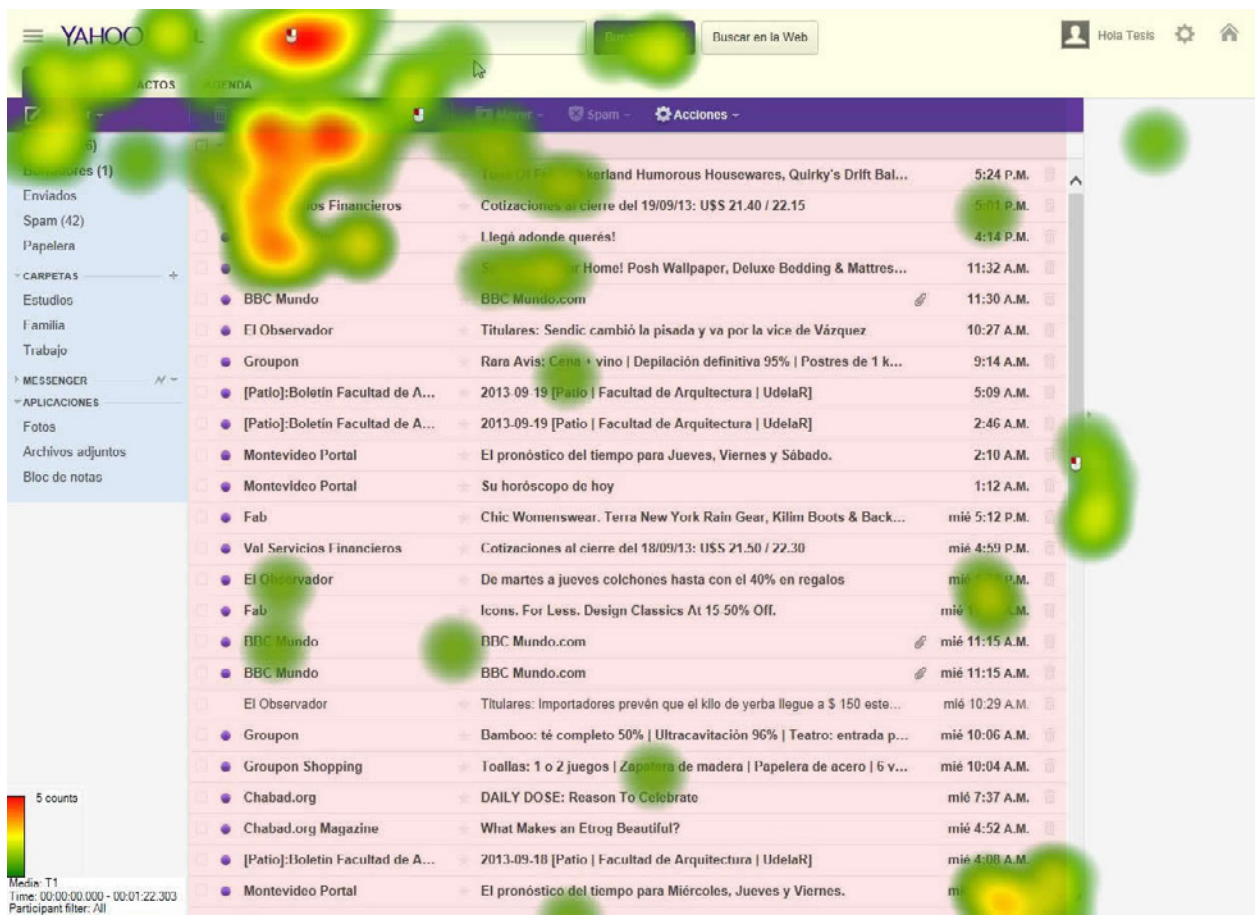 YAHOO L Buscar en la Web Hola Tesis
ACTOS AGENDA
Spam Acciones
(1)
Enviados
Spam (42)
Papelera
CARPETAS
Estudios
Familia
Trabajo
MESSENGER
APLICACIONES
Fotos
Archivos adjuntos
Bloc de notas
Humorous Housewares, Quirky's Drift Bal... 5:24 P.M.
Financieros Cotizaciones al cierre del 19/09/13: U$S 21.40 / 22.15 5:01 P.M.
Llegá adonde querés! 4:14 P.M.
Home! Posh Wallpaper, Deluxe Bedding & Mattres... 11:32 A.M.
BBC Mundo BBC Mundo.com 11:30 A.M.
El Observador Titulares: Sendic cambió la pisada y va por la vice de Vázquez 10:27 A.M.
Groupon Rara Avis: Cena + vino | Depilación definitiva 95% | Postres de 1 k... 9:14 A.M.
[Patio]:Boletín Facultad de A... 2013-09-19 [Patio | Facultad de Arquitectura | UdelaR] 5:09 A.M.
[Patio]:Boletín Facultad de A... 2013-09-19 [Patio | Facultad de Arquitectura | UdelaR] 2:46 A.M.
Montevideo Portal El pronóstico del tiempo para Jueves, Viernes y Sábado. 2:10 A.M.
Montevideo Portal Su horóscopo de hoy 1:12 A.M.
Fab Chic Womenswear. Terra New York Rain Gear, Kilim Boots & Back... mié 5:12 P.M.
Val Servicios Financieros Cotizaciones al cierre del 18/09/13: U$S 21.50 / 22.30 mié 4:59 P.M.
El Observador De martes a jueves colchones hasta con el 40% en regalos mié P.M.
Fab Icons. For Less. Design Classics At 15-50% Off. mié
BBC Mundo BBC Mundo.com mié 11:15 A.M.
BBC Mundo BBC Mundo.com mié 11:15 A.M.
El Observador Titulares: Importadores prevén que el kilo de yerba llegue a $ 150 este... mié 10:29 A.M.
Groupon Bamboo: té completo 50% | Ultracavitación 96% | Teatro: entrada p... mié 10:06 A.M.
Groupon Shopping Toallas: 1 o 2 juegos | Zapatera de madera | Papelera de acero | 6 v... mié 10:04 A.M.
Chabad.org DAILY DOSE: Reason To Celebrate mié 7:37 A.M.
Chabad.org Magazine What Makes an Etrog Beautiful? mié 4:52 A.M.
[Patio]:Boletín Facultad de A... 2013-09-18 [Patio | Facultad de Arquitectura | UdelaR] mié 4:08 A.M.
Montevideo Portal El pronóstico del tiempo para Miércoles, Jueves y Viernes.
5 counts
Media: T1
Time: 00:00:00.000 - 00:01:22.303
Participant filter: All